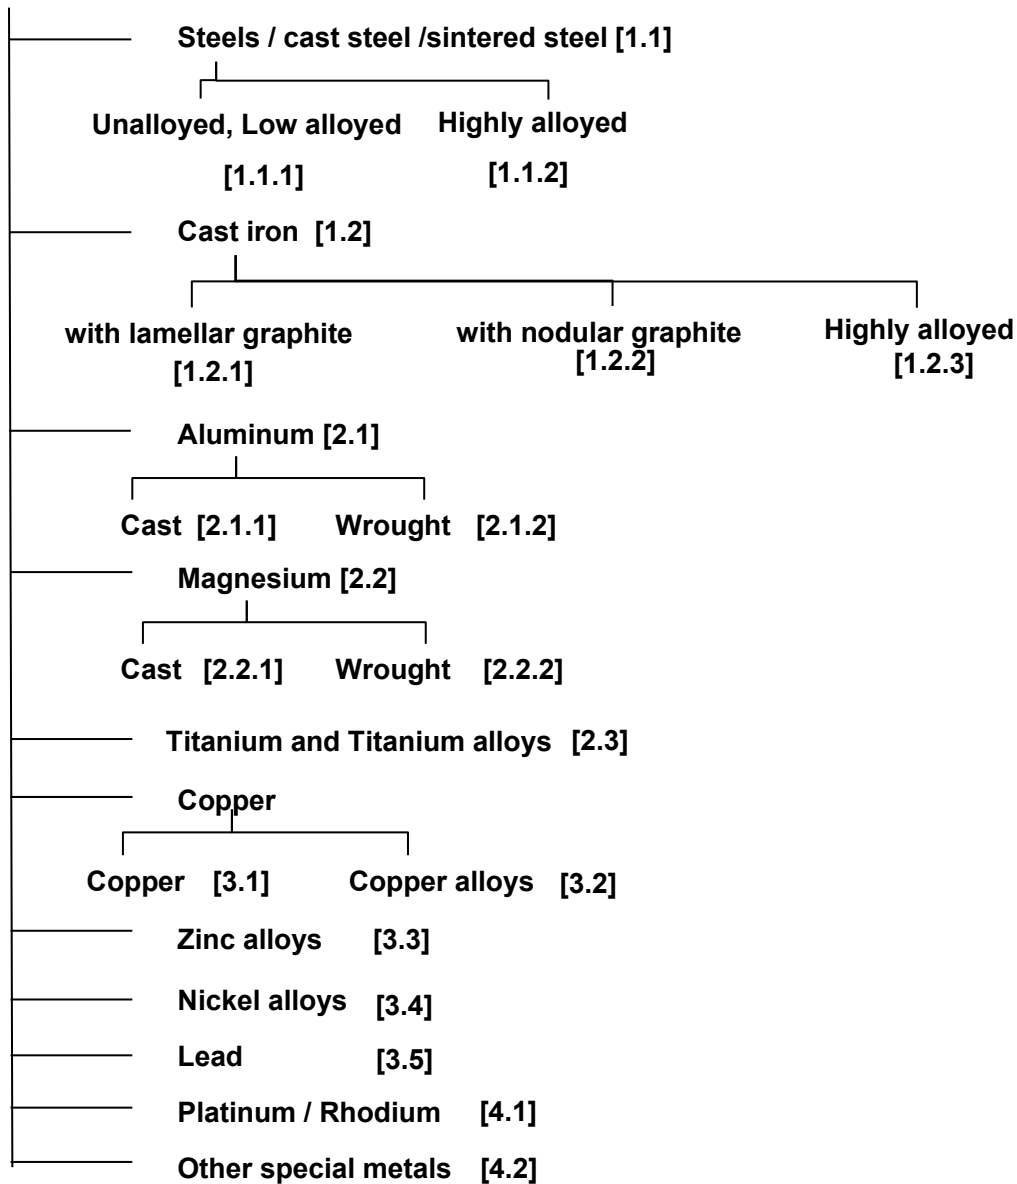 Steels / cast steel /sintered steel [1.1]
Unalloyed, Low alloyed Highly alloyed
[1.1.1] [1.1.2]
Cast iron [1.2]
with lamellar graphite with nodular graphite Highly alloyed
[1.2.1] [1.2.2] [1.2.3]
Aluminum [2.1]
Cast [2.1.1] Wrought [2.1.2]
Magnesium [2.2]
Cast [2.2.1] Wrought [2.2.2]
Titanium and Titanium alloys [2.3]
Copper
Copper [3.1] Copper alloys [3.2]
Zinc alloys [3.3]
Nickel alloys [3.4]
Lead [3.5]
Platinum / Rhodium [4.1]
Other special metals [4.2]